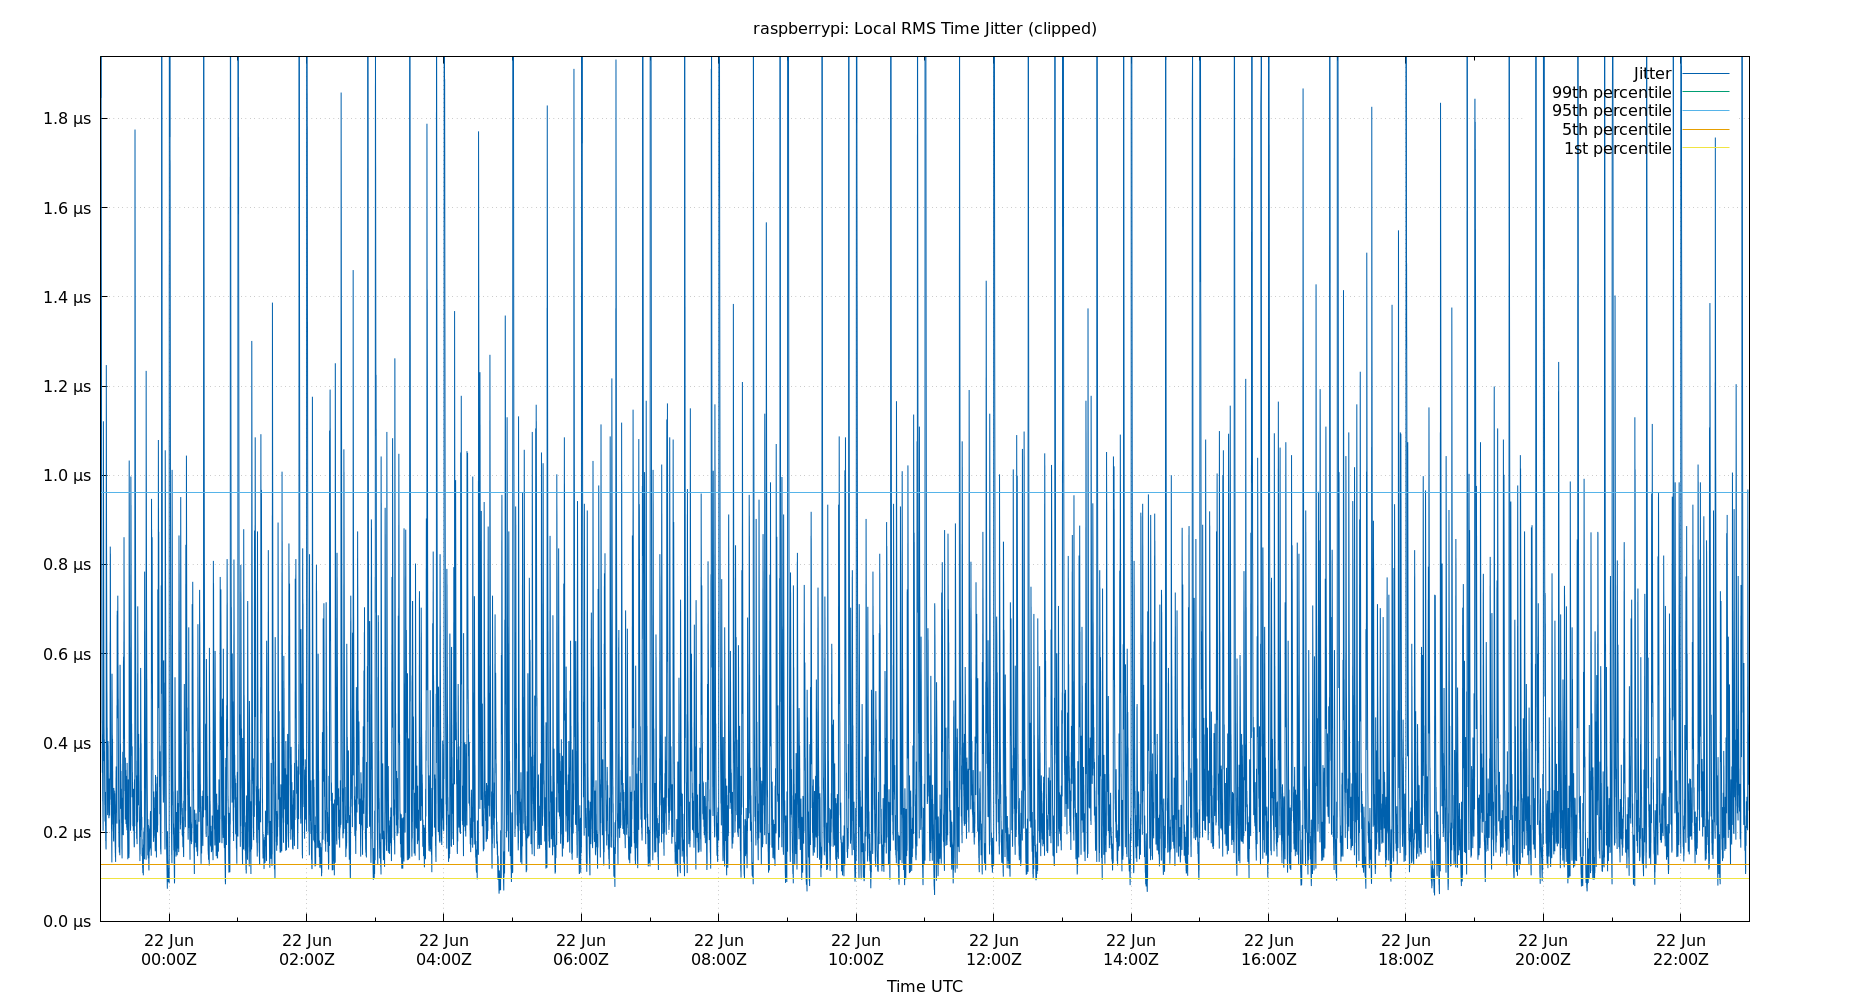 raspberrypi: Local RMS Time Jitter (clipped)
Jitter
99th percentile
95th percentile
5th percentile
1st percentile
1.8 µs
1.6 µs
1.4 µs
1.2 µs
1.0 µs
0.8 µs
0.6 µs
0.4 µs
0.2 µs
0.0 µs
22 Jun 22 Jun 22 Jun 22 Jun 22 Jun 22 Jun 22 Jun 22 Jun 22 Jun 22 Jun 22 Jun 22 Jun
00:00Z 02:00Z 04:00Z 06:00Z 08:00Z 10:00Z 12:00Z 14:00Z 16:00Z 18:00Z 20:00Z 22:00Z
Time UTC